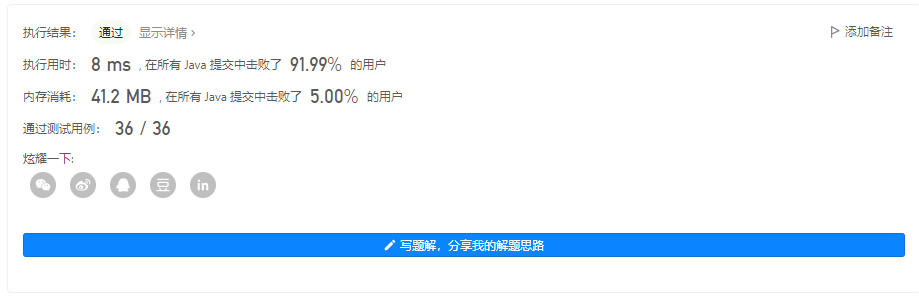 执行结果： 通过 显示详情 › 添加备注
执行用时： 8 ms , 在所有 Java 提交中击败了 91.99% 的用户
内存消耗： 41.2 MB , 在所有 Java 提交中击败了 5.00% 的用户
通过测试用例： 36 / 36
炫耀一下:
豆 in
写题解，分享我的解题思路